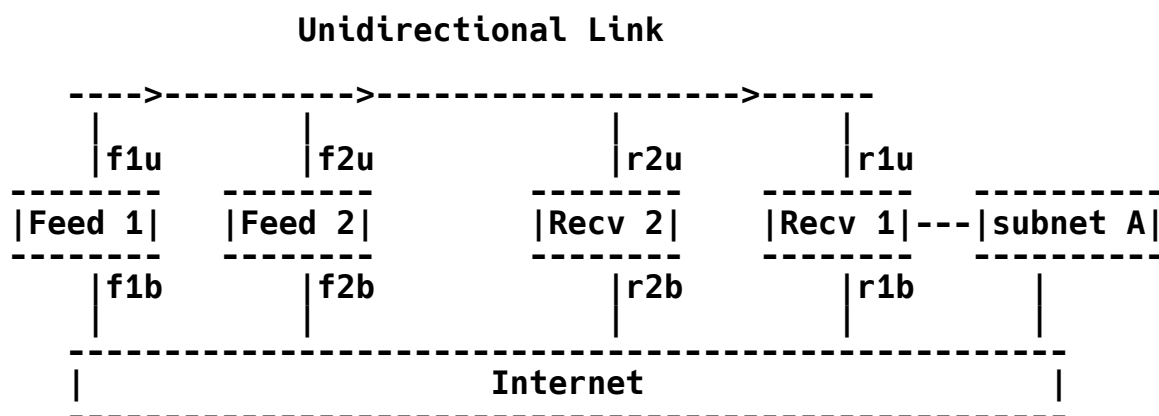 Unidirectional Link
---->---------->------------------->------
| | | |
|f1u |f2u |r2u |r1u
-------- -------- -------- -------- ----------
|Feed 1| |Feed 2| |Recv 2| |Recv 1|---|subnet A|
-------- -------- -------- -------- ----------
|f1b |f2b |r2b |r1b |
| | | | |
----------------------------------------------------
| Internet |
----------------------------------------------------